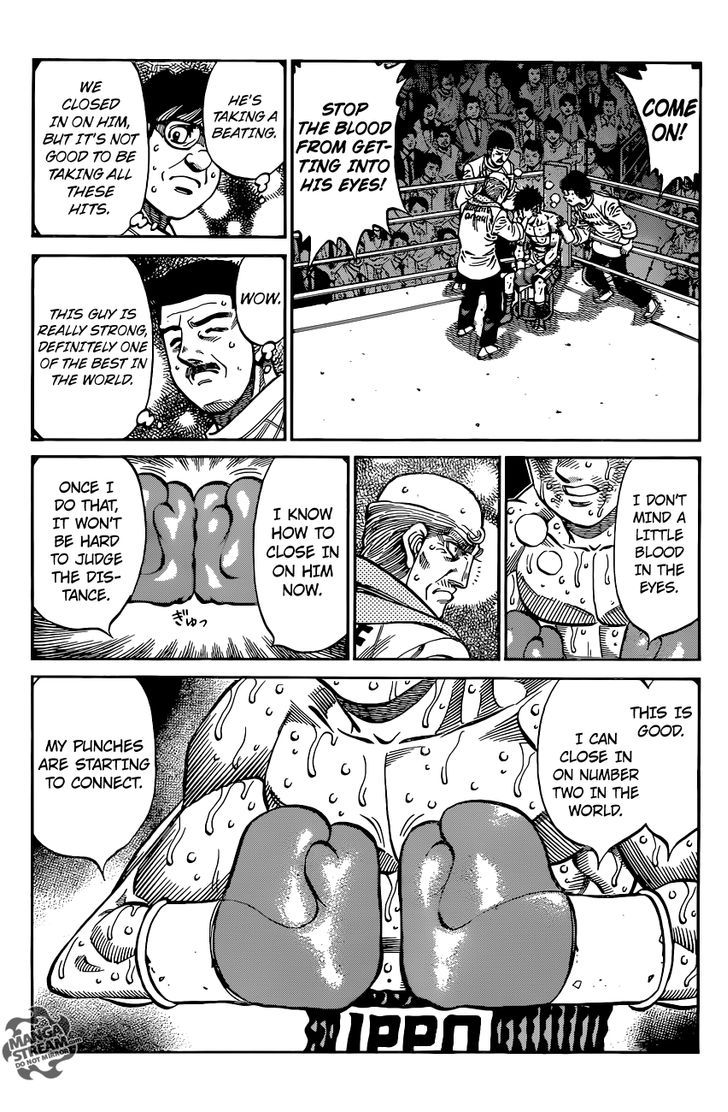 COME
ON!
STOP
THE BLOOD
FROM GET-
TING INTO
HIS EYES!
HE'S
TAKING A
BEATING.
WE
CLOSED
IN ON HIM,
BUT IT'S NOT
GOOD TO BE
TAKING ALL
THESE
HITS.
WOW.
THIS GUY IS
REALLY STRONG,
DEFINITELY ONE
OF THE BEST IN
THE WORLD.
I DON'T
MIND A
LITTLE
BLOOD
IN THE
EYES.
I KNOW
HOW TO
CLOSE IN
ON HIM
NOW.
ONCE I
DO THAT,
IT WON'T
BE HARD
TO JUDGE
THE DIS-
TANCE.
ぎゅっ
THIS IS
GOOD.
I CAN
CLOSE IN
ON NUMBER
TWO IN THE
WORLD.
MY PUNCHES
ARE STARTING
TO CONNECT.
IPPO
MANGA
STREAM
DO NOT MIRROR